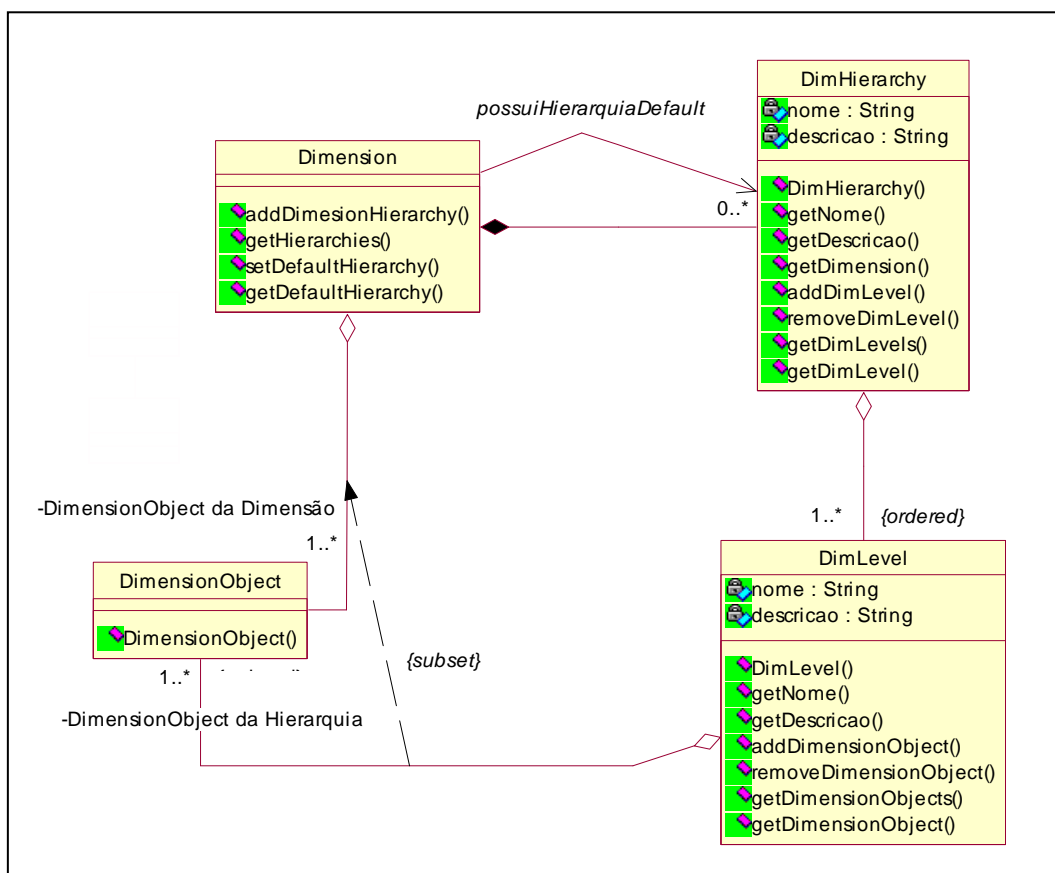 DimHierarchy
nome : String
descricao : String
DimHierarchy()
getNome()
getDescricao()
getDimension()
addDimLevel()
removeDimLevel()
getDimLevels()
getDimLevel()
possuiHierarquiaDefault
0..*
Dimension
addDimesionHierarchy()
getHierarchies()
setDefaultHierarchy()
getDefaultHierarchy()
-DimensionObject da Dimensão
1..*
1..*
{ordered}
DimensionObject
DimensionObject()
1..*
{subset}
-DimensionObject da Hierarquia
DimLevel
nome : String
descricao : String
DimLevel()
getNome()
getDescricao()
addDimensionObject()
removeDimensionObject()
getDimensionObjects()
getDimensionObject()